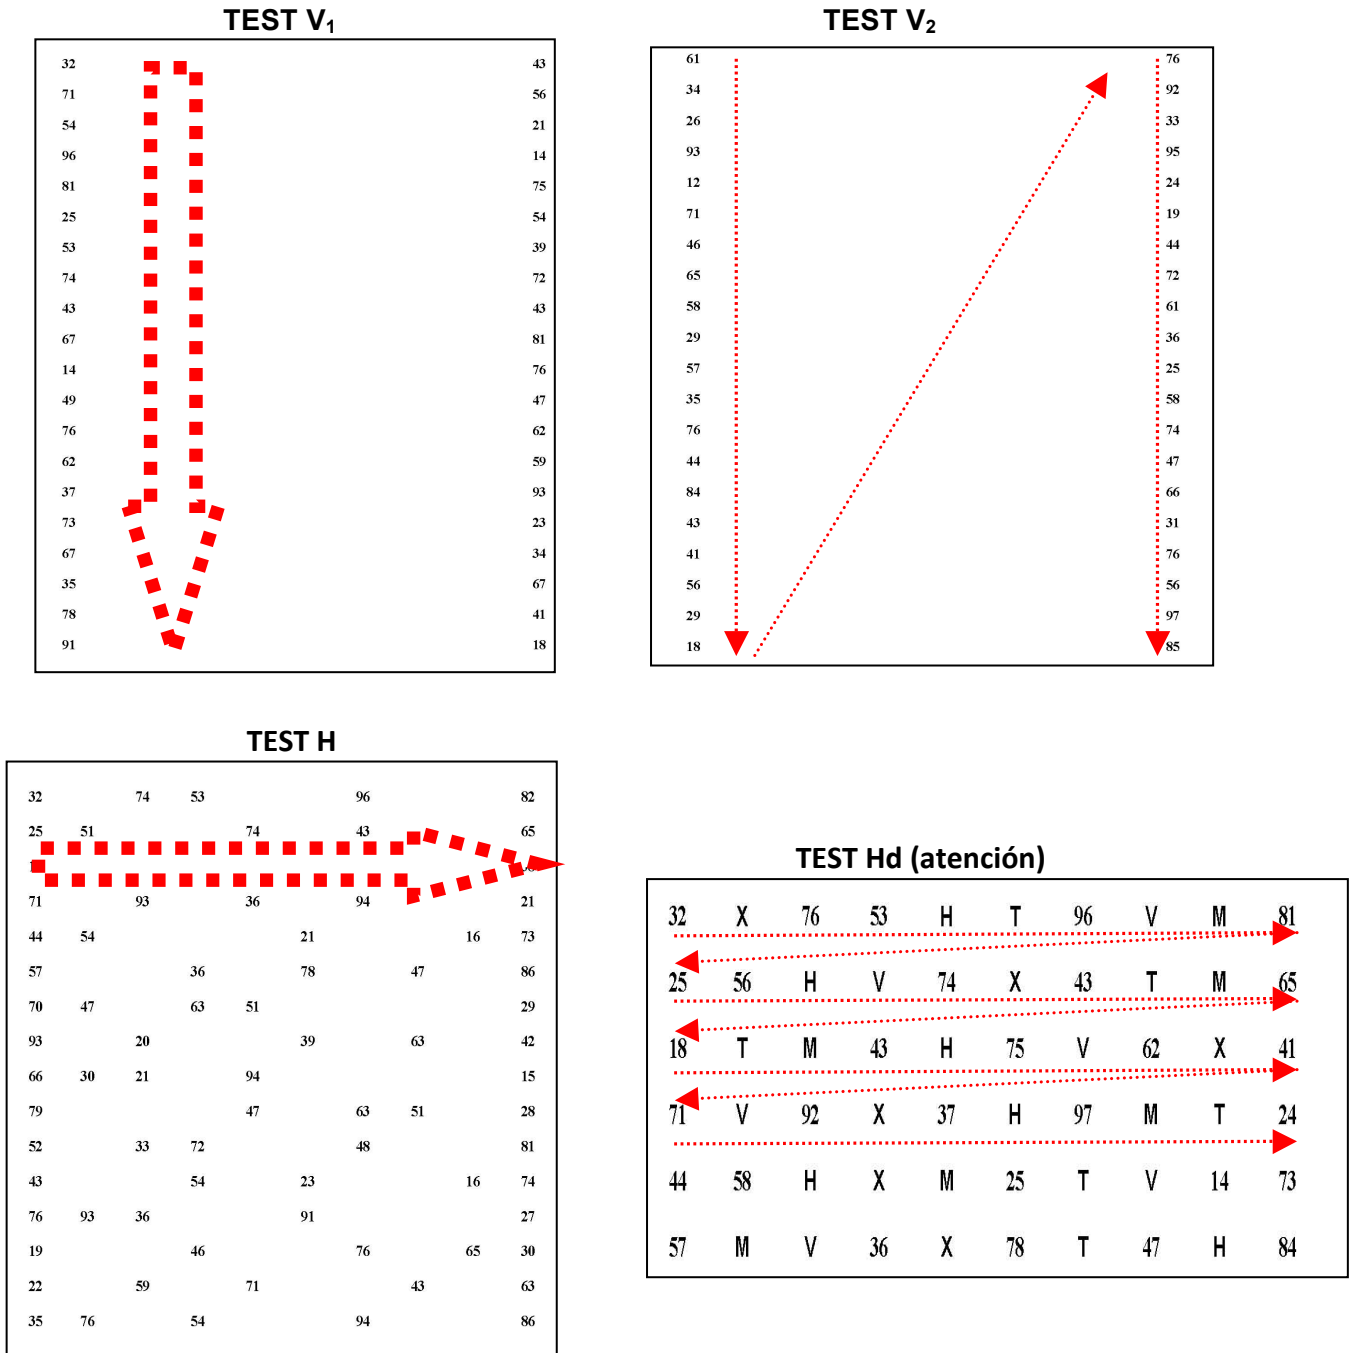 TEST V₁
32 43
71 56
54 21
96 14
81 75
25 54
53 39
74 72
43 43
67 81
14 76
49 47
76 62
62 59
37 93
73 23
67 34
35 67
78 41
91 18
TEST V₂
61 76
34 92
26 33
93 95
12 24
71 19
46 44
65 72
58 61
29 36
57 25
35 58
76 74
44 47
84 66
43 31
41 76
56 56
29 97
18 85
TEST H
32 74 53 96 82
25 51 74 43 65
71 93 36 94 21
44 54 21 16 73
57 36 78 47 86
70 47 63 51 29
93 20 39 63 42
66 30 21 94 15
79 47 63 51 28
52 33 72 48 81
43 54 23 16 74
76 93 36 91 27
19 46 76 65 30
22 59 71 43 63
35 76 54 94 86
TEST Hd (atención)
32 X 76 53 H T 96 V M 81
25 56 H V 74 X 43 T M 65
18 T M 43 H 75 V 62 X 41
71 V 92 X 37 H 97 M T 24
44 58 H X M 25 T V 14 73
57 M V 36 X 78 T 47 H 84